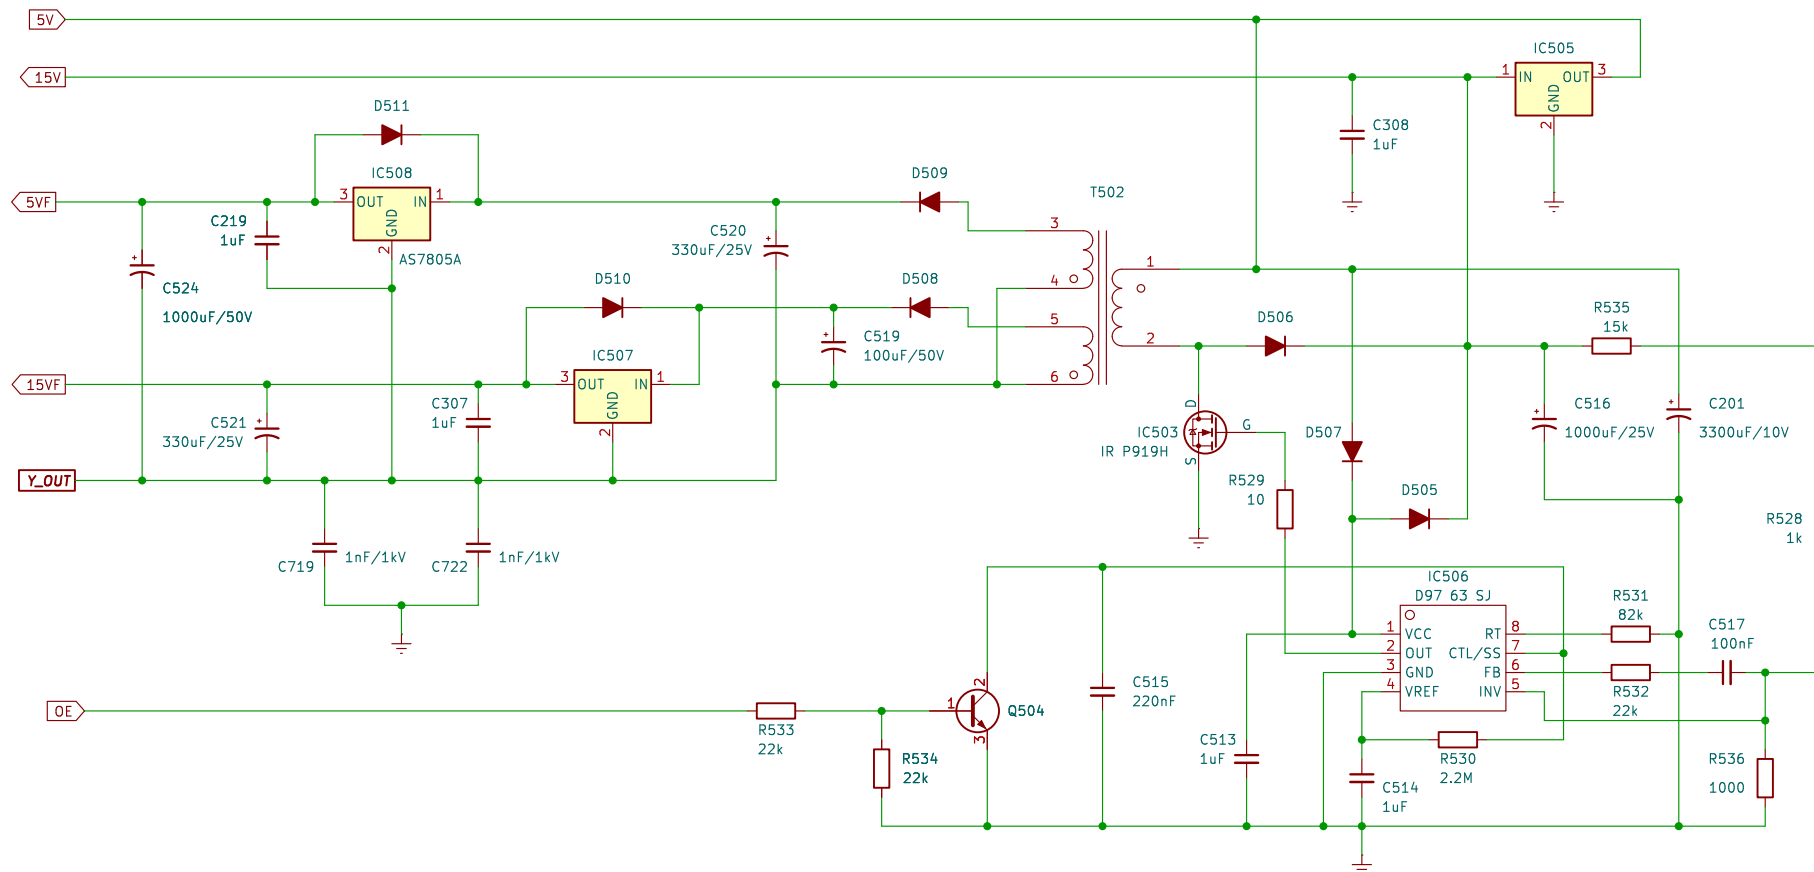 5V
IC505
15V
1 IN OUT 3
GND
2
D511
C308
1uF
IC508
D509
T502
5VF
3 OUT IN 1
GND
2
C219
1uF
3
C520
330uF/25V
AS7805A
1
D510
D508
4
C524
1000uF/50V
R535
15k
5
D506
C519
100uF/50V
2
IC507
15VF
3 OUT IN 1
GND
2
6
C307
1uF
D
C516
1000uF/25V
C201
3300uF/10V
C521
330uF/25V
G
IC503
IR P919H
D507
S
Y_OUT
R529
10
D505
R528
1k
1nF/1kV
C719
1nF/1kV
C722
IC506
D97 63 SJ
R531
82k
1 VCC RT 8
2 OUT CTL/SS 7
3 GND FB 6
4 VREF INV 5
C517
100nF
R532
22k
2
C515
220nF
OE
1
Q504
R533
22k
3
C513
1uF
R534
22k
R530
2.2M
R536
1000
C514
1uF